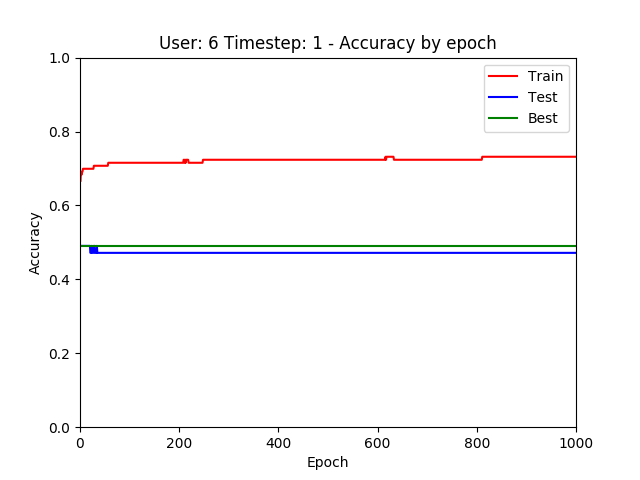 User: 6 Timestep: 1 - Accuracy by epoch
1.0
0.8
0.6
0.4
0.2
0.0
Accuracy
Train
Test
Best
0 200 400 600 800 1000
Epoch